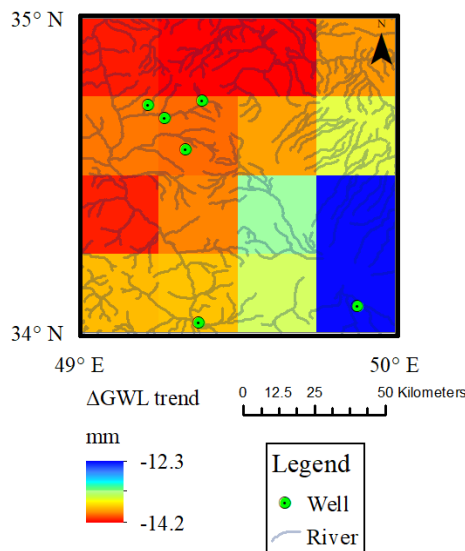 35° N
N
34° N
49° E
50° E
ΔGWL trend
0 12.5 25 50 Kilometers
mm
-12.3
-14.2
Legend
Well
River